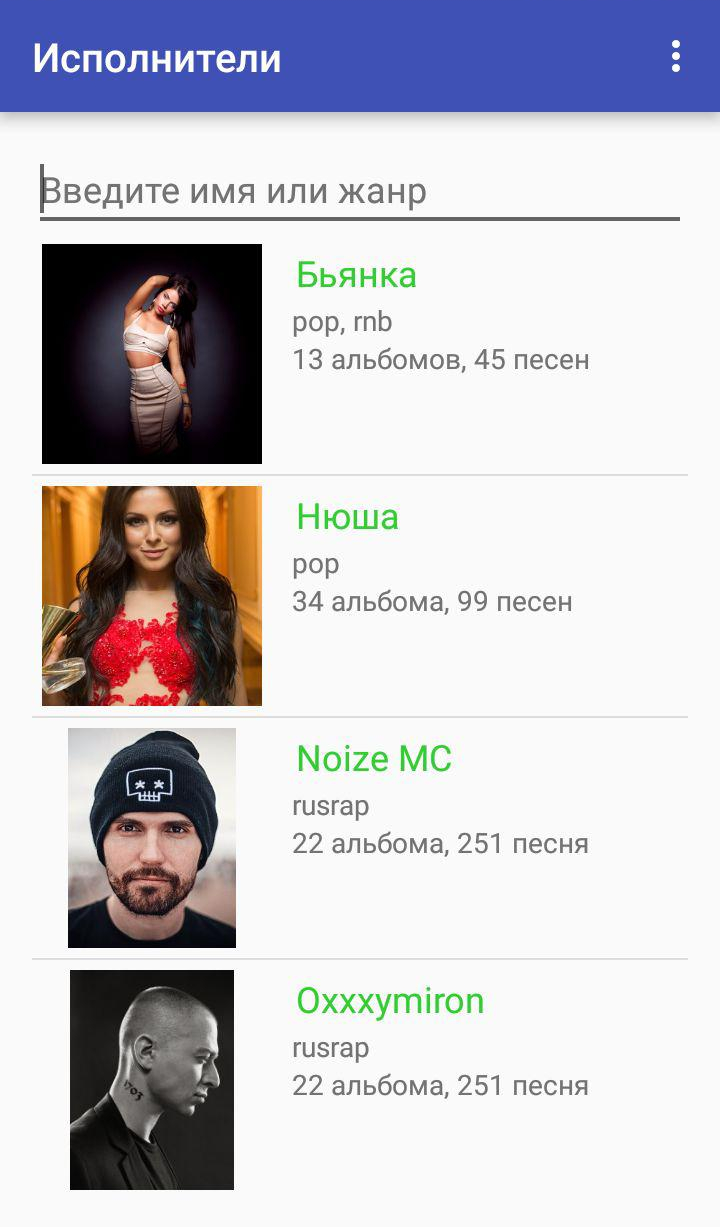 Исполнители
Введите имя или жанр
Бьянка
pop, rnb
13 альбомов, 45 песен
Нюша
pop
34 альбома, 99 песен
Noize MC
rusrap
22 альбома, 251 песня
Oxxxymiron
rusrap
22 альбома, 251 песня
1703